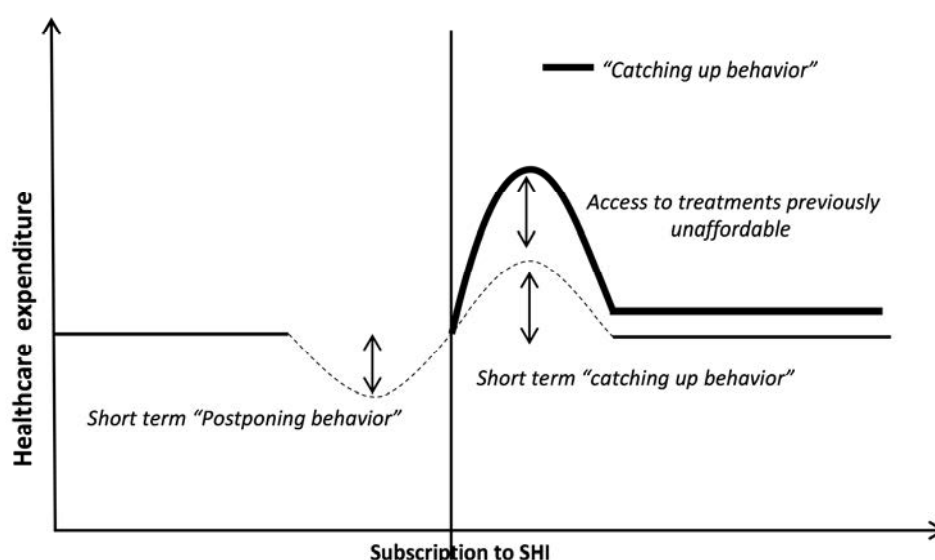 “Catching up behavior”
Access to treatments previously
unaffordable
Healthcare expenditure
Short term “catching up behavior”
Short term “Postponing behavior”
Subscription to SHI